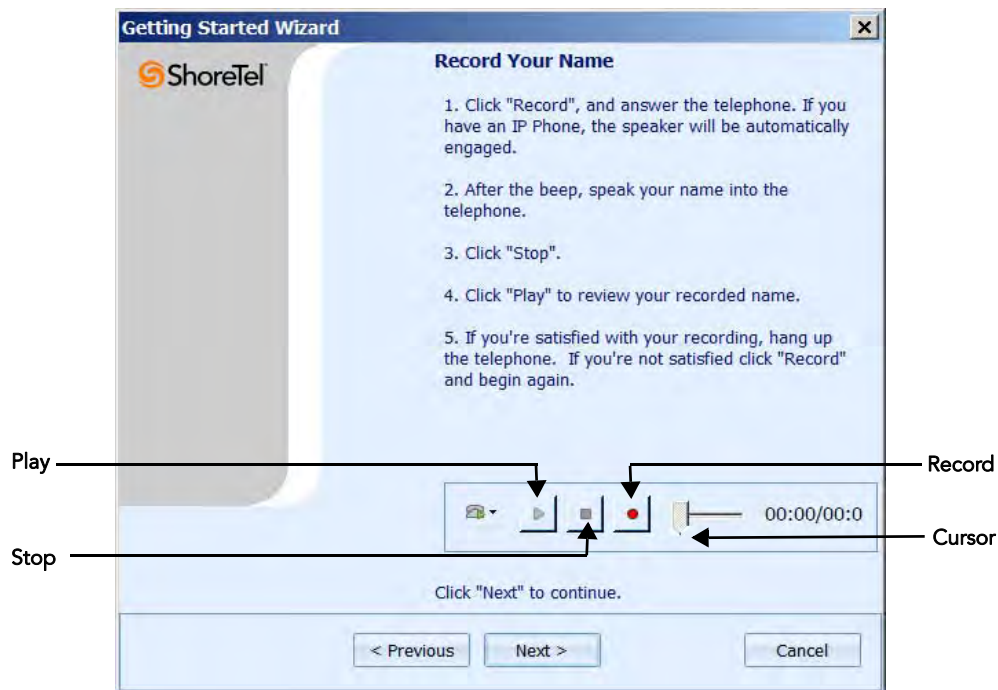 Getting Started Wizard
ShoreTel
Record Your Name
1. Click "Record", and answer the telephone. If you
have an IP Phone, the speaker will be automatically
engaged.
2. After the beep, speak your name into the
telephone.
3. Click "Stop".
4. Click "Play" to review your recorded name.
5. If you're satisfied with your recording, hang up
the telephone. If you're not satisfied click "Record"
and begin again.
Play
Record
00:00/00:0
Cursor
Stop
Click "Next" to continue.
< Previous
Next >
Cancel